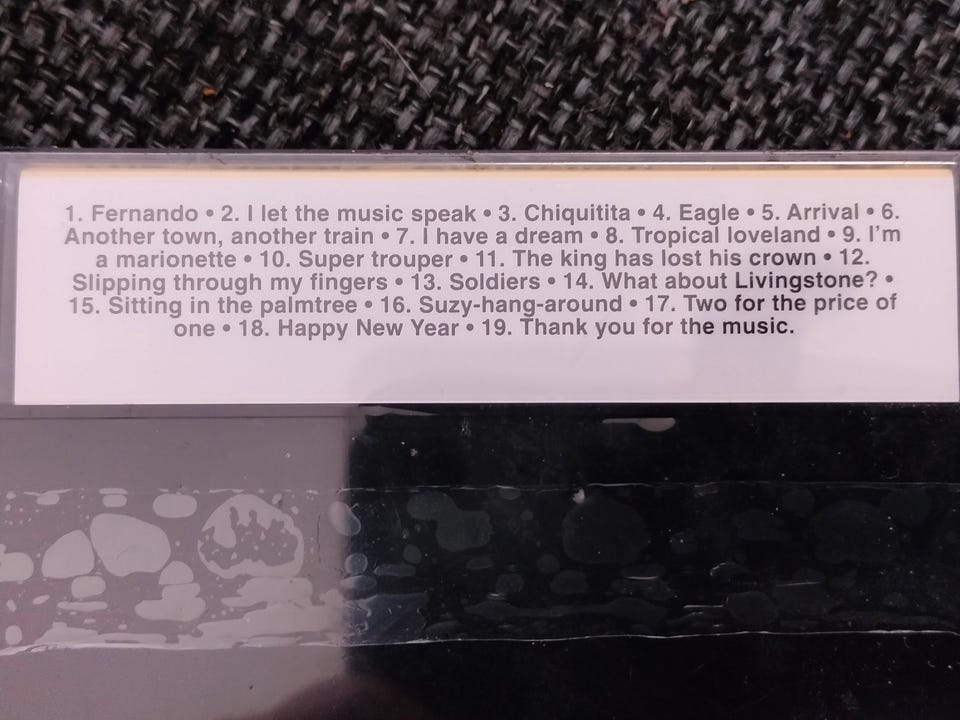 1. Fernando • 2. I let the music speak • 3. Chiquitita • 4. Eagle • 5. Arrival • 6.
Another town, another train • 7. I have a dream • 8. Tropical loveland • 9. I'm
a marionette • 10. Super trouper • 11. The king has lost his crown • 12.
Slipping through my fingers • 13. Soldiers • 14. What about Livingstone? •
15. Sitting in the palmtree • 16. Suzy-hang-around • 17. Two for the price of
one • 18. Happy New Year • 19. Thank you for the music.